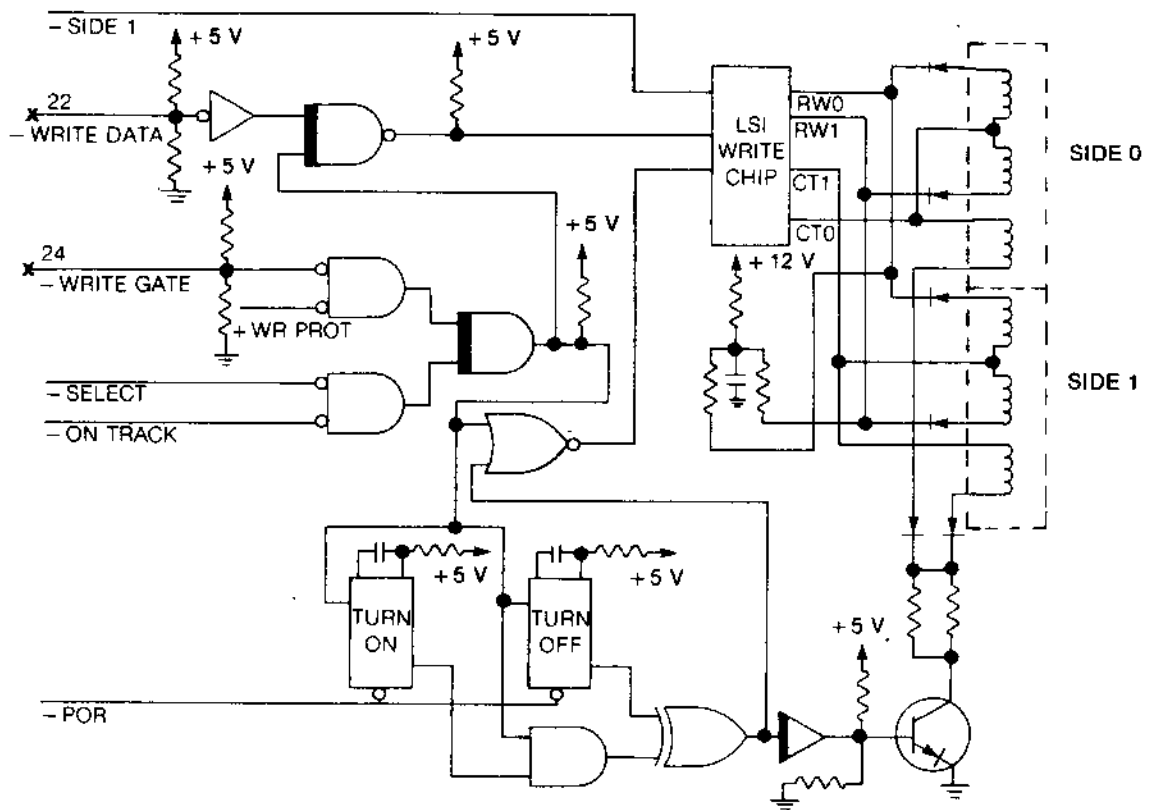 – SIDE 1
+ 5 V
+ 5 V
22
– WRITE DATA
+ 5 V
LSI
WRITE
CHIP
RW0
RW1
CT1
CT0
SIDE 0
24
– WRITE GATE
+ WR PROT
+ 5 V
+ 12 V
– SELECT
– ON TRACK
SIDE 1
+ 5 V
+ 5 V
TURN
ON
TURN
OFF
+ 5 V
– POR